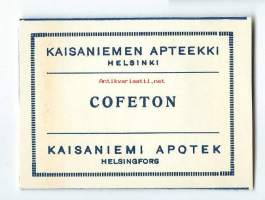 KAISANIEMEN APTEEKKI
HELSINKI
Antikvariaatti.net
COFETON
KAISANIEMI APOTEK
HELSINGFORS